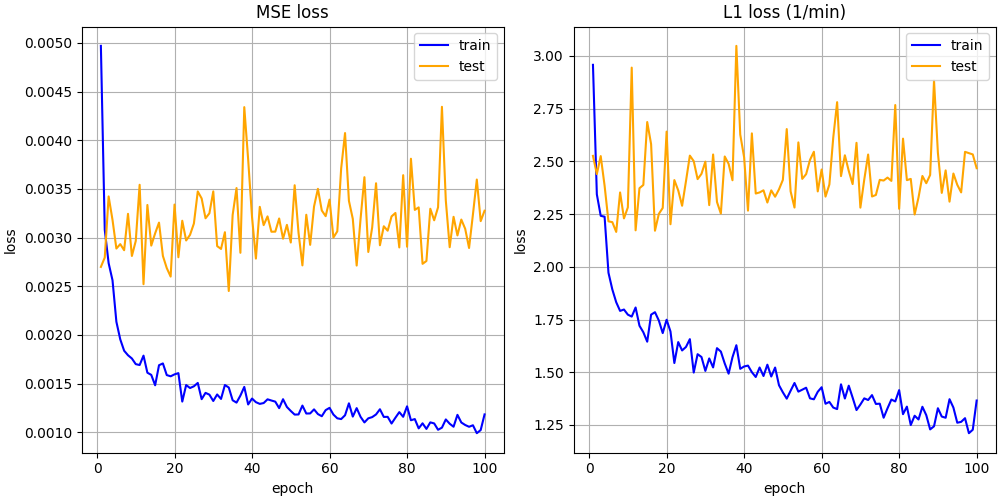 MSE loss
train
test
0.0050
0.0045
0.0040
0.0035
0.0030
0.0025
0.0020
0.0015
0.0010
loss
0 20 40 60 80 100
epoch
L1 loss (1/min)
train
test
3.00
2.75
2.50
2.25
2.00
1.75
1.50
1.25
loss
0 20 40 60 80 100
epoch